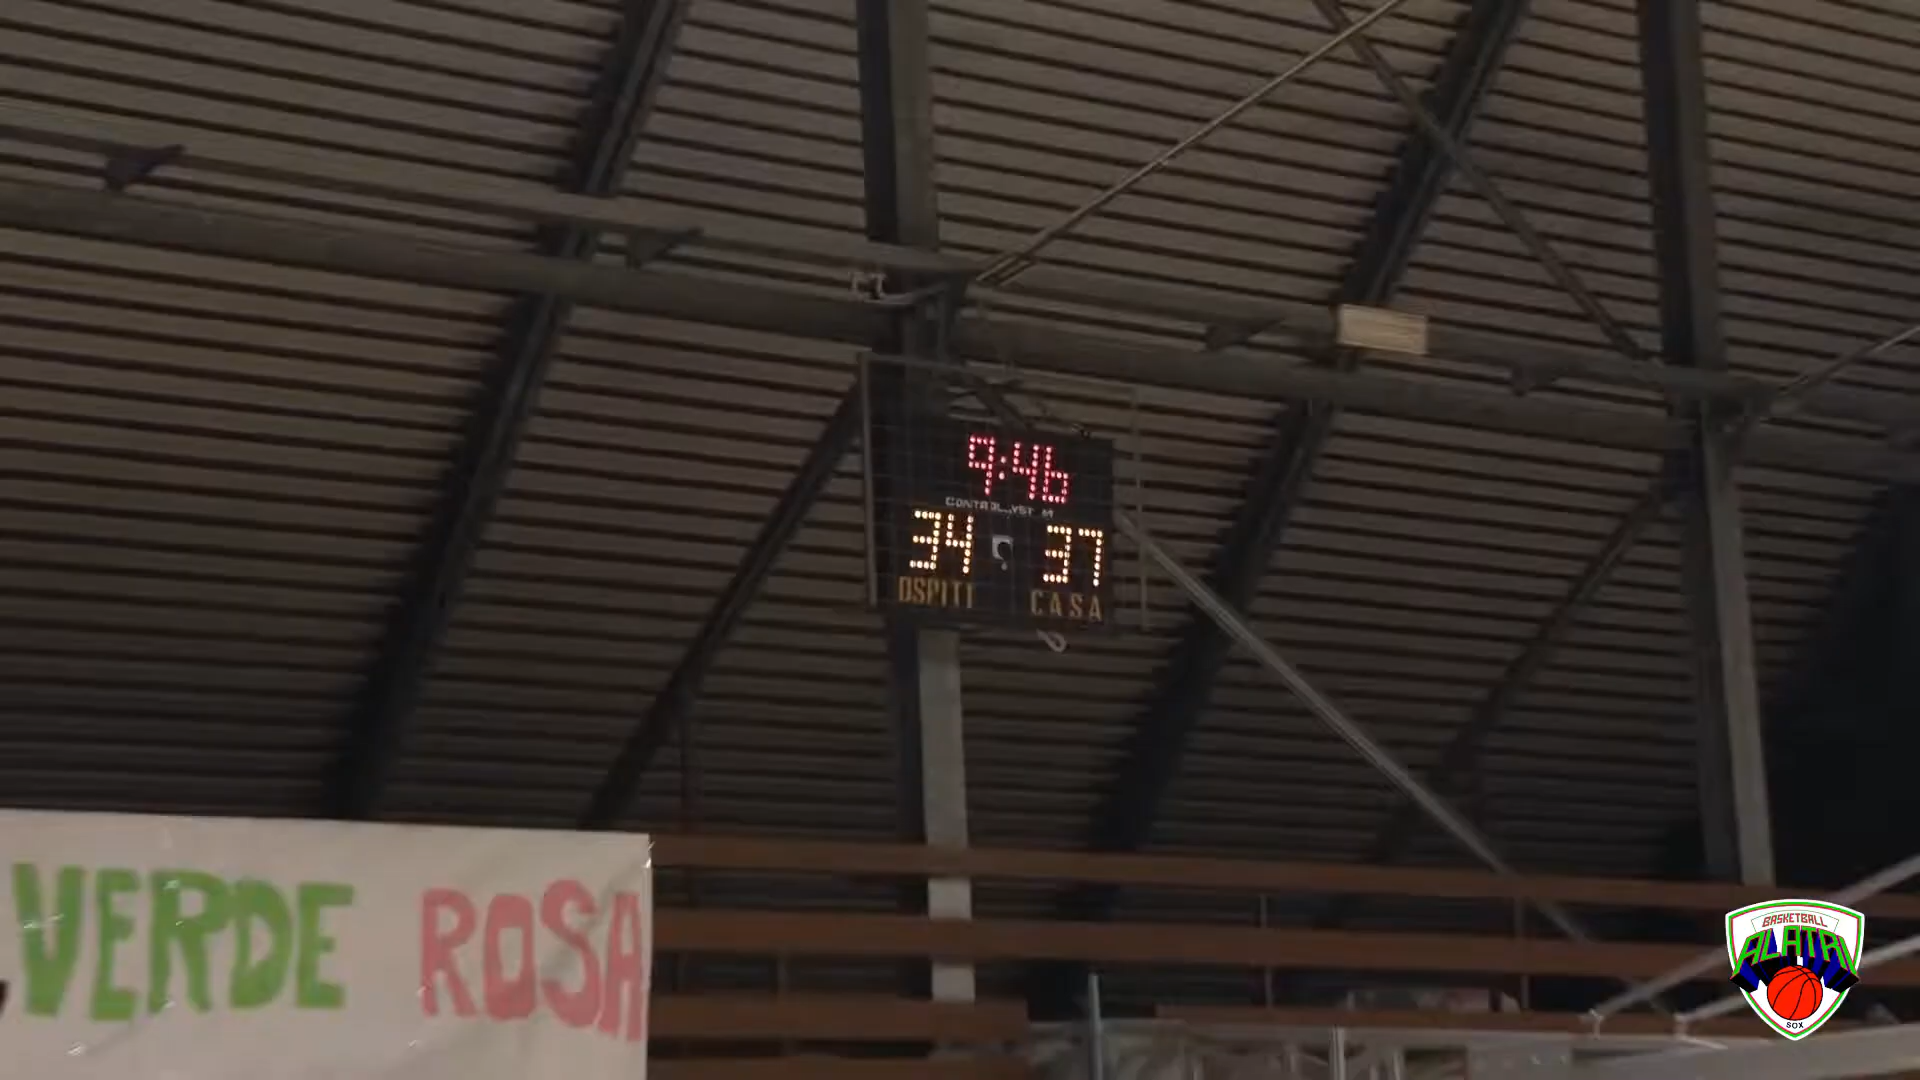 9:46
34 37
OSPITI CASA
VERDE ROSA
BASKETBALL
ALATRI
SOX